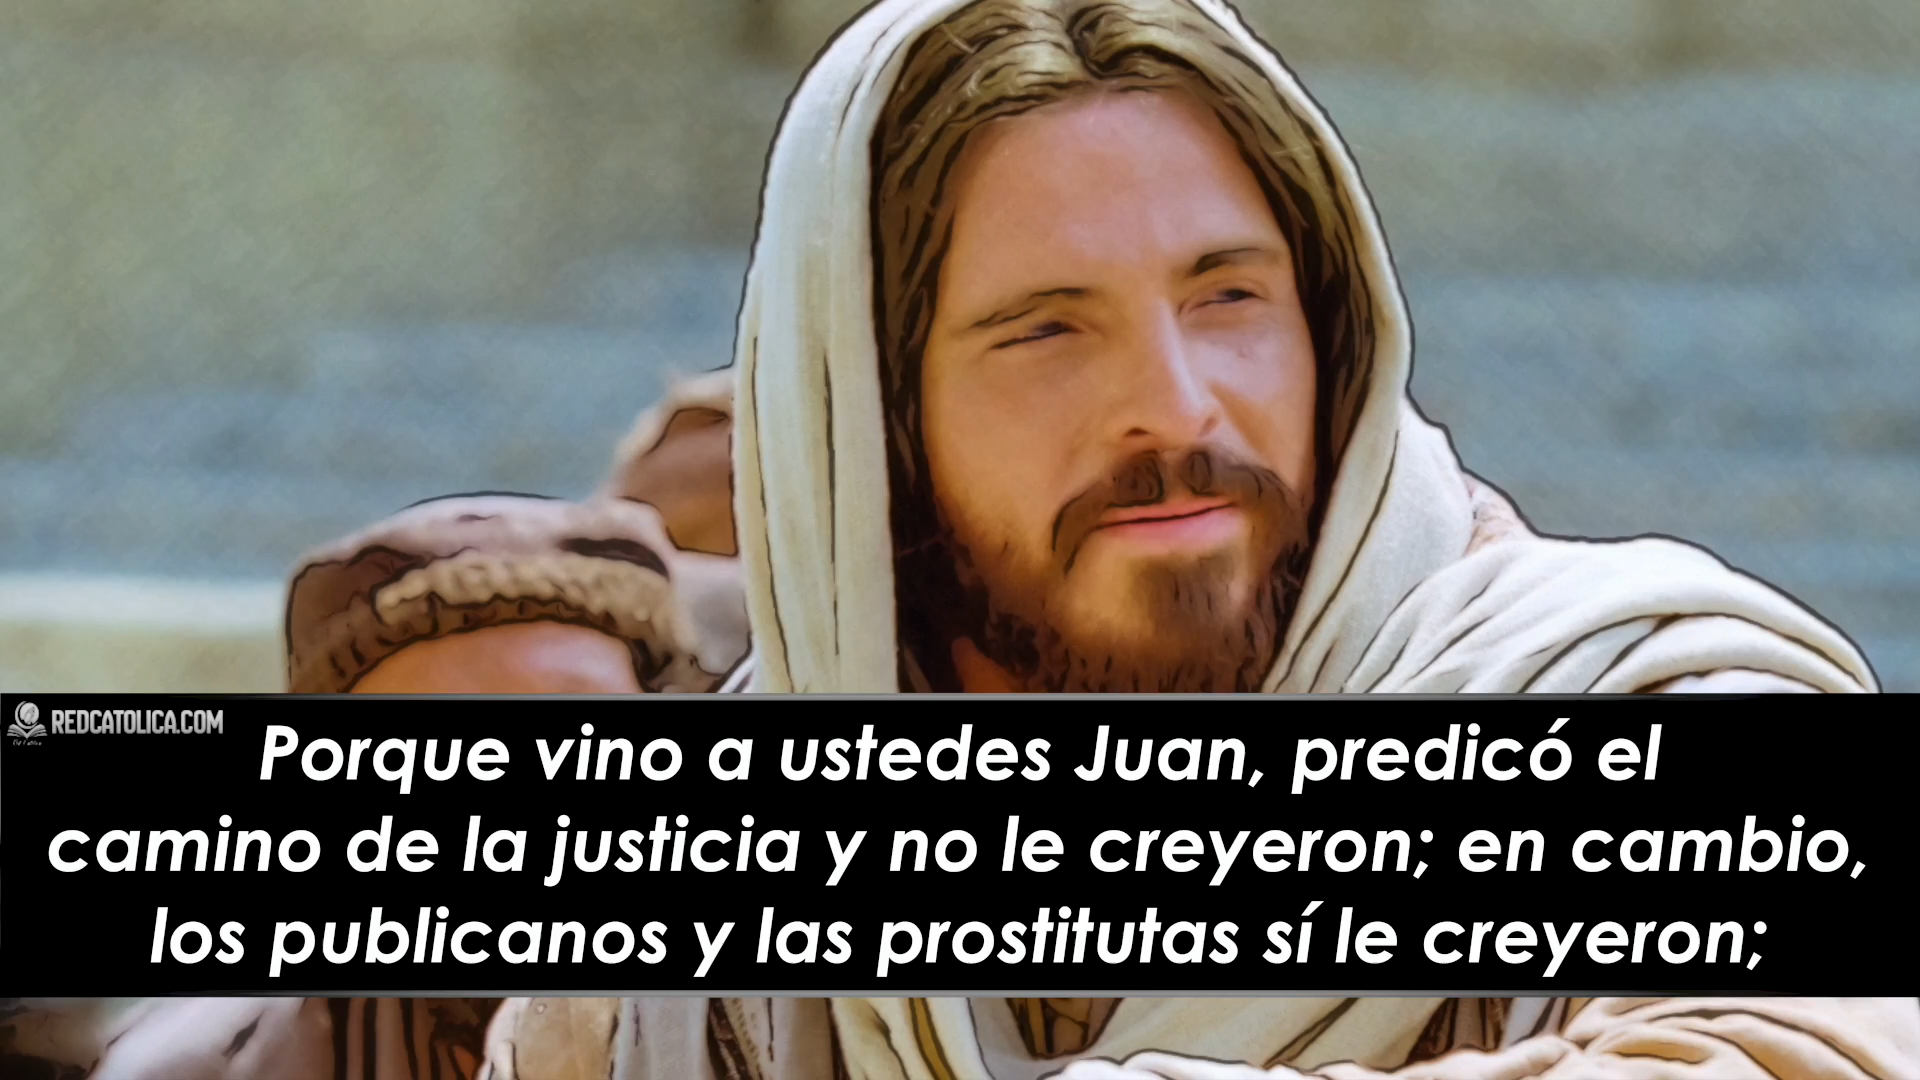 REDCATOLICA.COM
Porque vino a ustedes Juan, predicó el
camino de la justicia y no le creyeron; en cambio,
los publicanos y las prostitutas sí le creyeron;